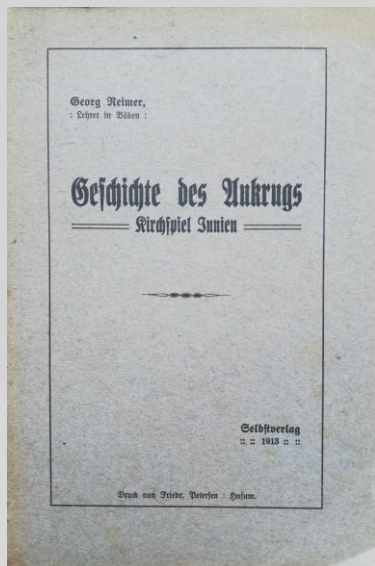 Georg Reimer,
: Lehrer in Böken :
Geschichte des Aukrugs
Kirchspiel Innien
Selbstverlag
:: :: 1913 :: ::
Druck von Friedr. Petersen : Husum.